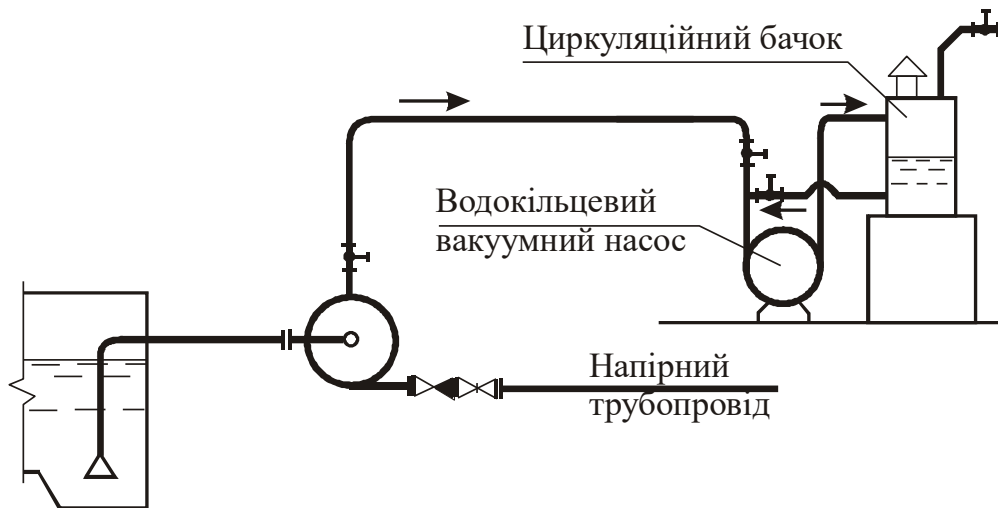 Циркуляційний бачок
Водокільцевий
вакуумний насос
Напірний
трубопровід